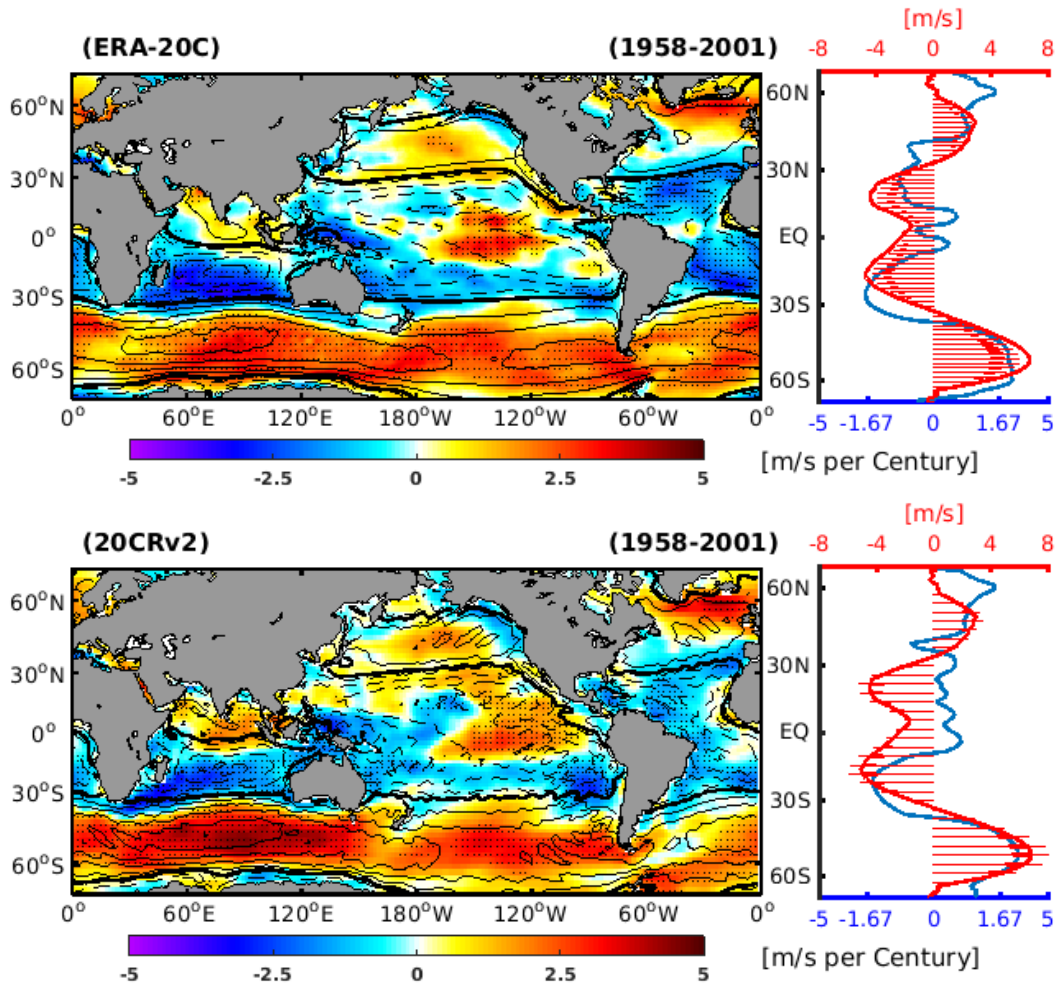 [m/s]
(ERA-20C) (1958-2001) -8 -4 0 4 8
60°N 60N
30°N 30N
0° EQ
30°S 30S
60°S 60S
0° 60°E 120°E 180°W 120°W 60°W 0° -5 -1.67 0 1.67 5
-5 -2.5 0 2.5 5 [m/s per Century]
[m/s]
(20CRv2) (1958-2001) -8 -4 0 4 8
60°N 60N
30°N 30N
0° EQ
30°S 30S
60°S 60S
0° 60°E 120°E 180°W 120°W 60°W 0° -5 -1.67 0 1.67 5
-5 -2.5 0 2.5 5 [m/s per Century]